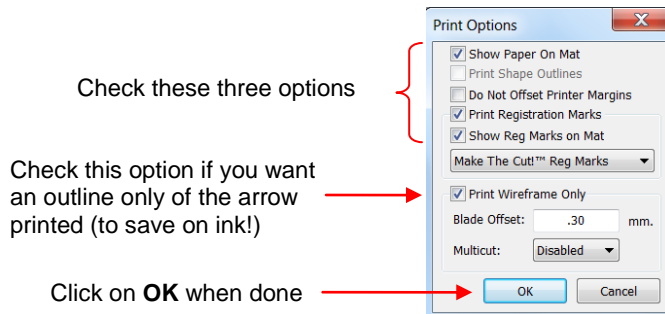 Print Options
Show Paper On Mat
Print Shape Outlines
Do Not Offset Printer Margins
Print Registration Marks
Show Reg Marks on Mat
Make The Cut!™ Reg Marks
Print Wireframe Only
Blade Offset: .30 mm.
Multicut: Disabled
OK Cancel
Check these three options
Check this option if you want
an outline only of the arrow
printed (to save on ink!)
Click on OK when done